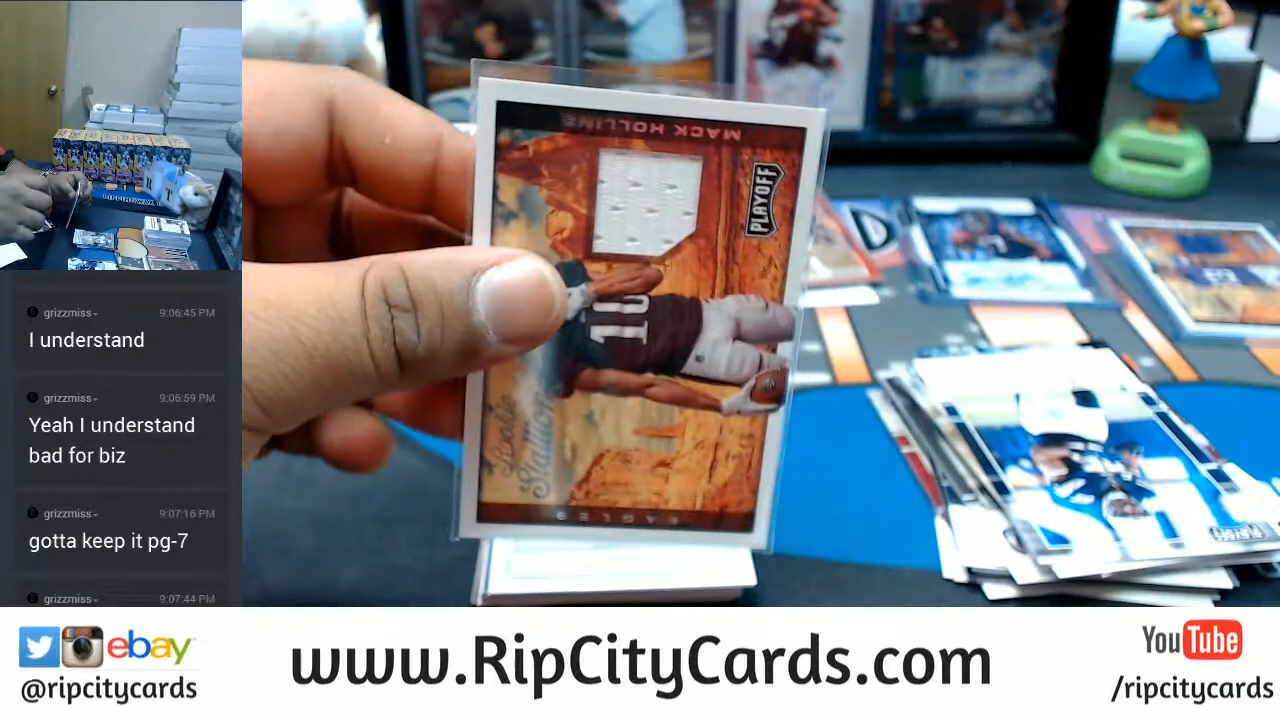 grizzmiss 9:06:45 PM
I understand
grizzmiss 9:06:59 PM
Yeah I understand
bad for biz
grizzmiss 9:07:16 PM
gotta keep it pg-7
grizzmiss 9:07:44 PM
MACK HOLLINS
PLAYOFF
10
EAGLES
PLAYOFF
ebay
@ripcitycards
www.RipCityCards.com
YouTube
/ripcitycards